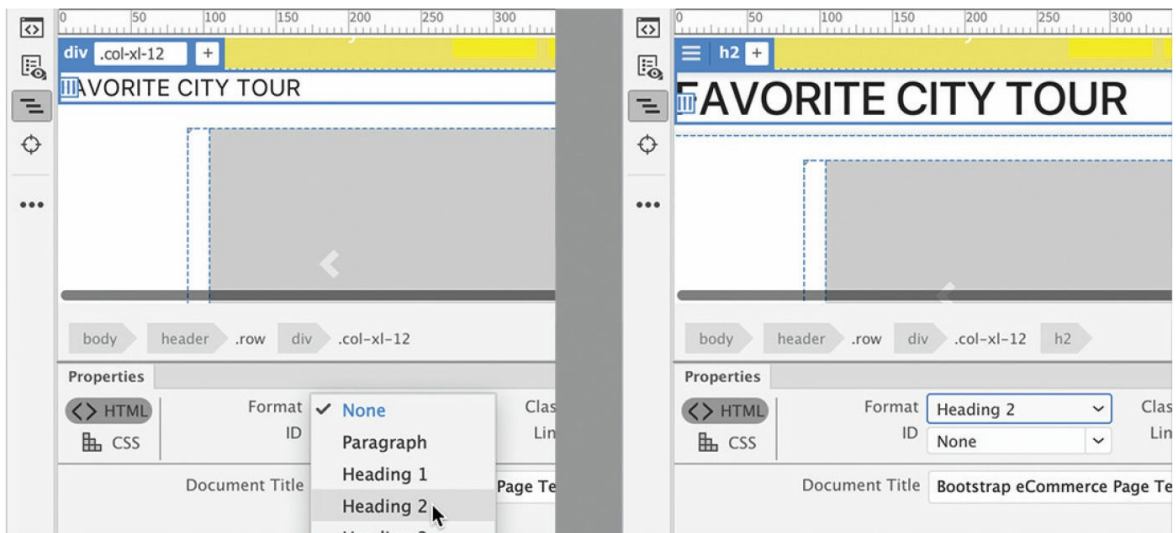 0 50 100 150 200 250 300
div .col-xl-12 +
FAVORITE CITY TOUR
body header .row div .col-xl-12
Properties
<> HTML
CSS
Format
ID
✓ None
Paragraph
Heading 1
Heading 2
Clas
Lin
Document Title
Page Te
0 50 100 150 200 250 300
h2 +
FAVORITE CITY TOUR
body header .row div .col-xl-12 h2
Properties
<> HTML
CSS
Format Heading 2
ID None
Clas
Lin
Document Title Bootstrap eCommerce Page Te